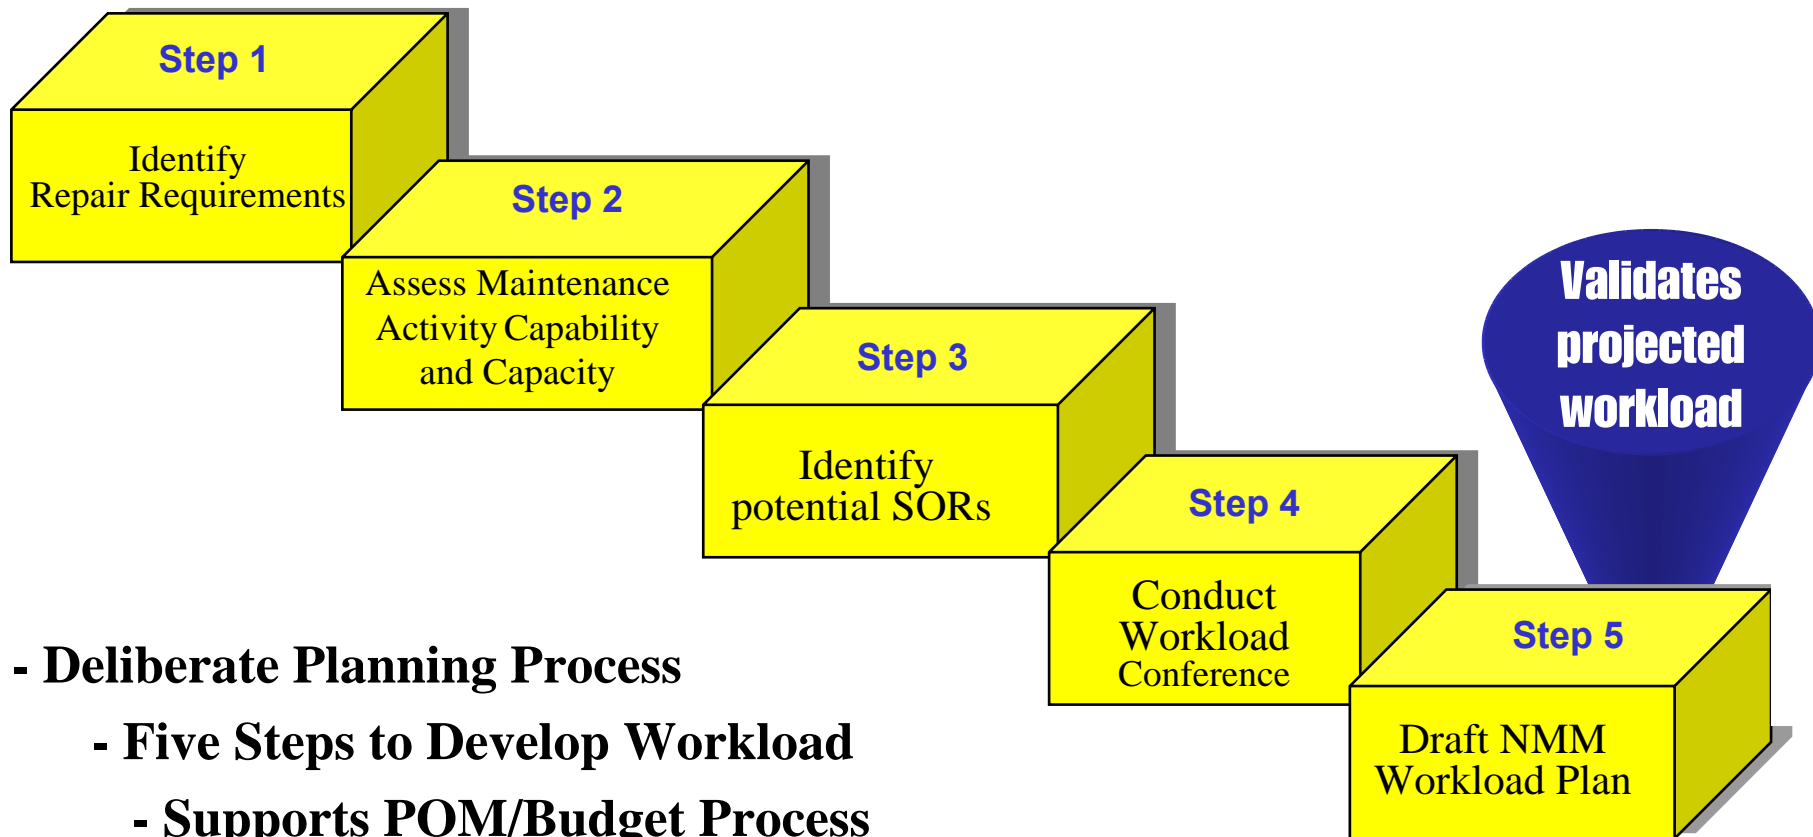 Step 1
Identify
Repair Requirements
Step 2
Assess Maintenance
Activity Capability
and Capacity
Step 3
Identify
potential SORs
Step 4
Conduct
Workload
Conference
Step 5
Draft NMM
Workload Plan
Validates
projected
workload
- Deliberate Planning Process
- Five Steps to Develop Workload
- Supports POM/Budget Process